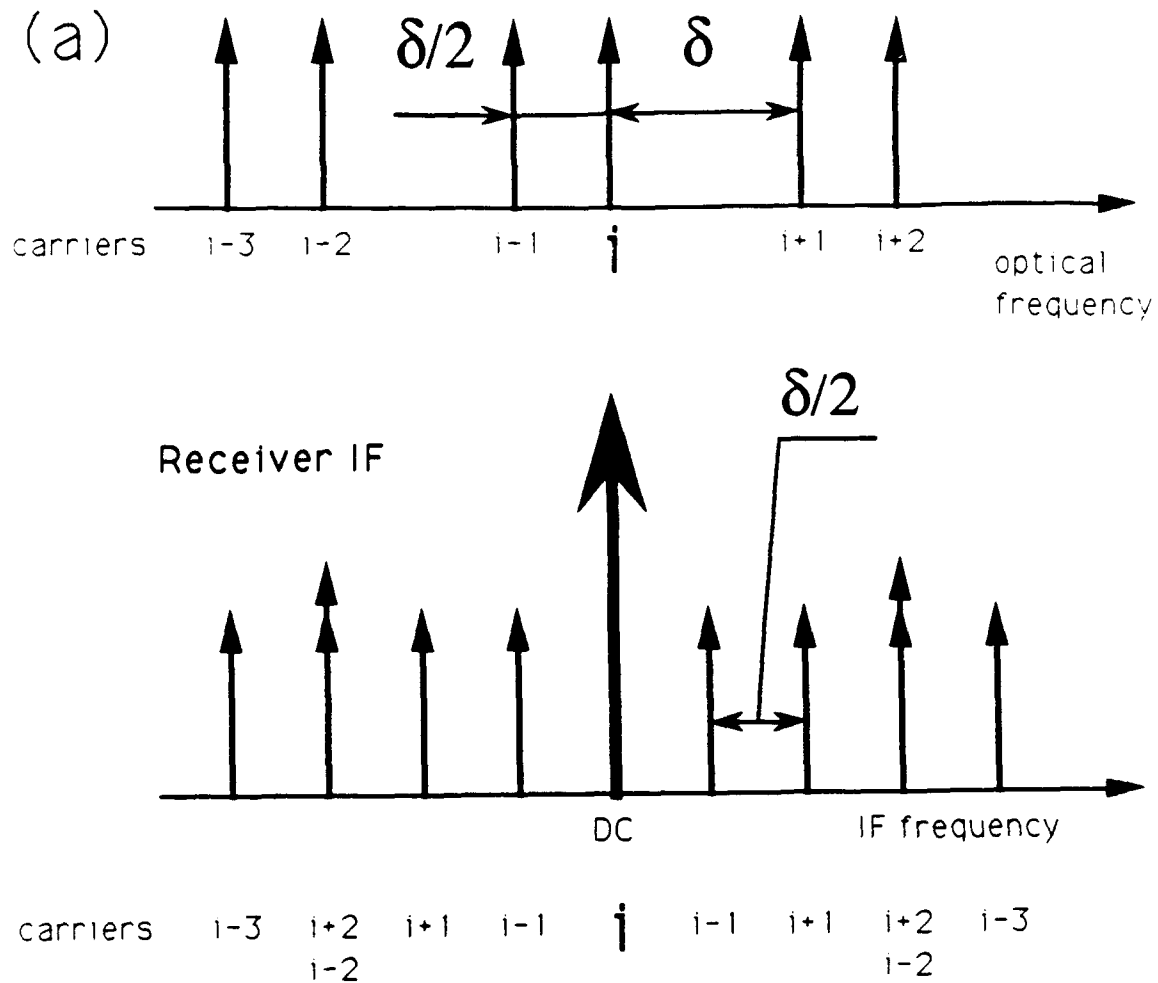 (a)
δ/2 δ
carriers i-3 i-2 i-1 i i+1 i+2
optical
frequency
δ/2
Receiver IF
DC IF frequency
carriers i-3 i+2 i+1 i-1 i i-1 i+1 i+2 i-3
i-2 i-2